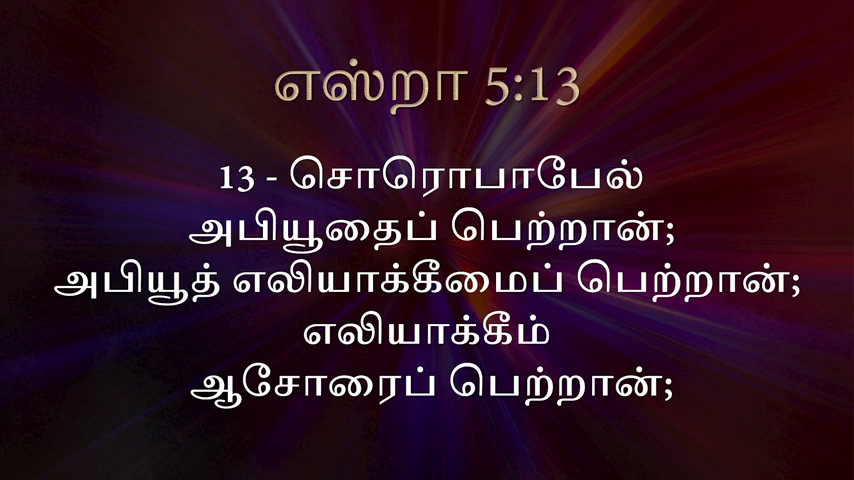 எஸ்றா 5:13
13 - சொரொபாபேல்
அபியூதைப் பெற்றான்;
அபியூத் எலியாக்கீமைப் பெற்றான்;
எலியாக்கீம்
ஆசோரைப் பெற்றான்;